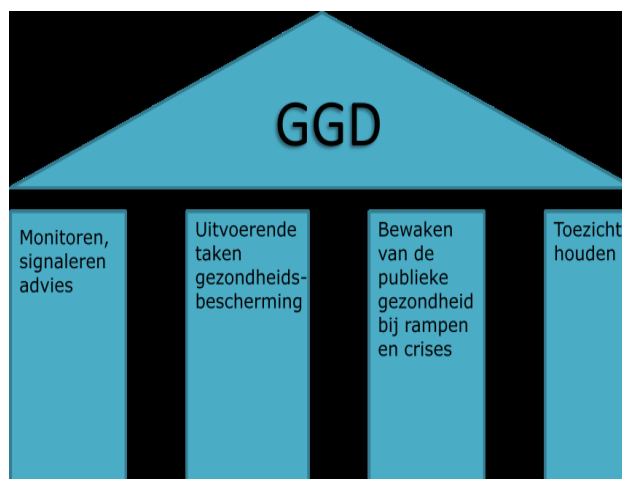 GGD
Monitoren,
signaleren
advies
Uitvoerende
taken
gezondheids-
bescherming
Bewaken
van de
publieke
gezondheid
bij rampen
en crises
Toezicht
houden